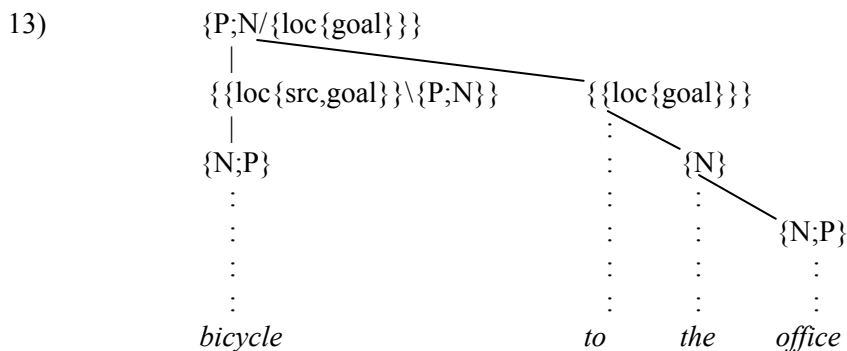 13) {P;N/{loc{goal}}}
{{loc{src,goal}}\{P;N}} {{loc{goal}}}
{N;P} {N}
{N;P}
bicycle to the office